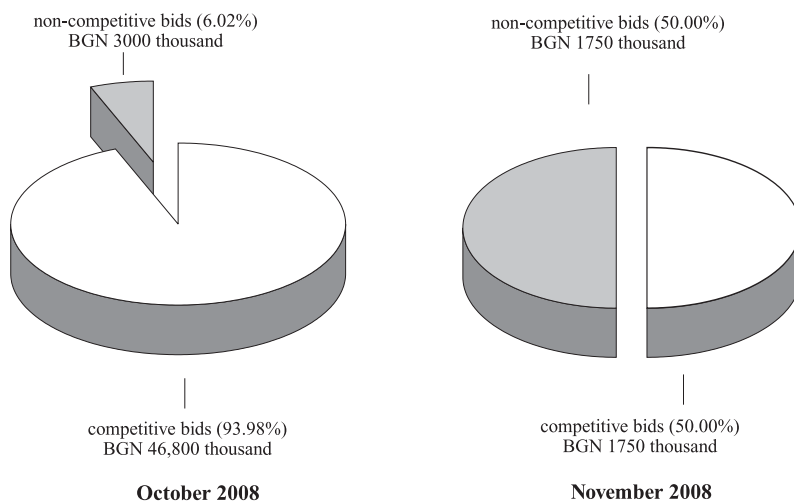 non-competitive bids (6.02%)
BGN 3000 thousand
competitive bids (93.98%)
BGN 46,800 thousand
October 2008
non-competitive bids (50.00%)
BGN 1750 thousand
competitive bids (50.00%)
BGN 1750 thousand
November 2008